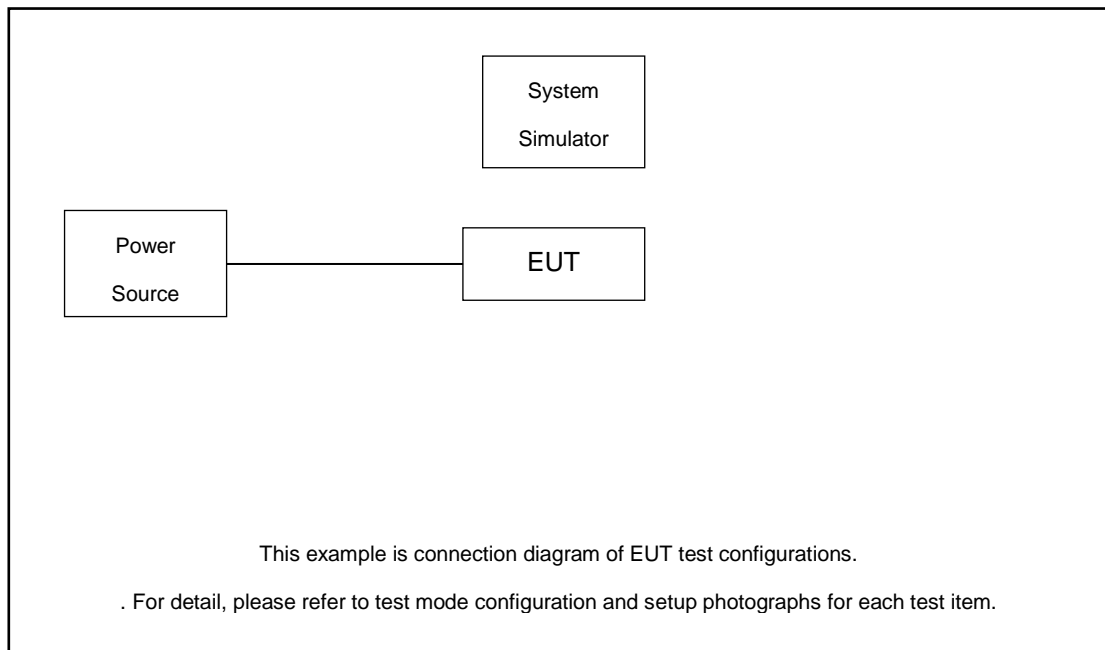 System
Simulator
Power
Source
EUT
This example is connection diagram of EUT test configurations.
. For detail, please refer to test mode configuration and setup photographs for each test item.